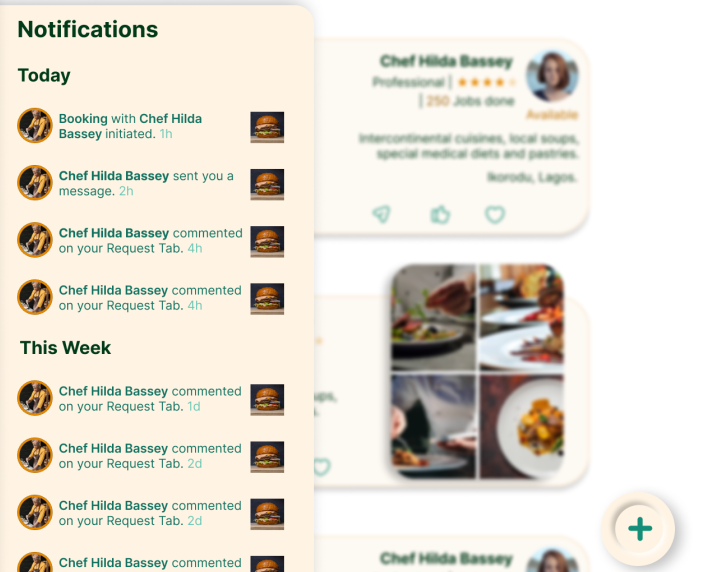 Notifications
Today
Booking with Chef Hilda
Bassey initiated. 1h
Chef Hilda Bassey sent you a
message. 2h
Chef Hilda Bassey commented
on your Request Tab. 4h
Chef Hilda Bassey commented
on your Request Tab. 4h
This Week
Chef Hilda Bassey commented
on your Request Tab. 1d
Chef Hilda Bassey commented
on your Request Tab. 2d
Chef Hilda Bassey commented
on your Request Tab. 2d
Chef Hilda Bassey commented
Chef Hilda Bassey
Professional |
| 250 Jobs done
Available
Intercontinental cuisines, local soups,
special medical diets and pastries.
Ikorodu, Lagos.
ups,
Chef Hilda Bassey
Professional |